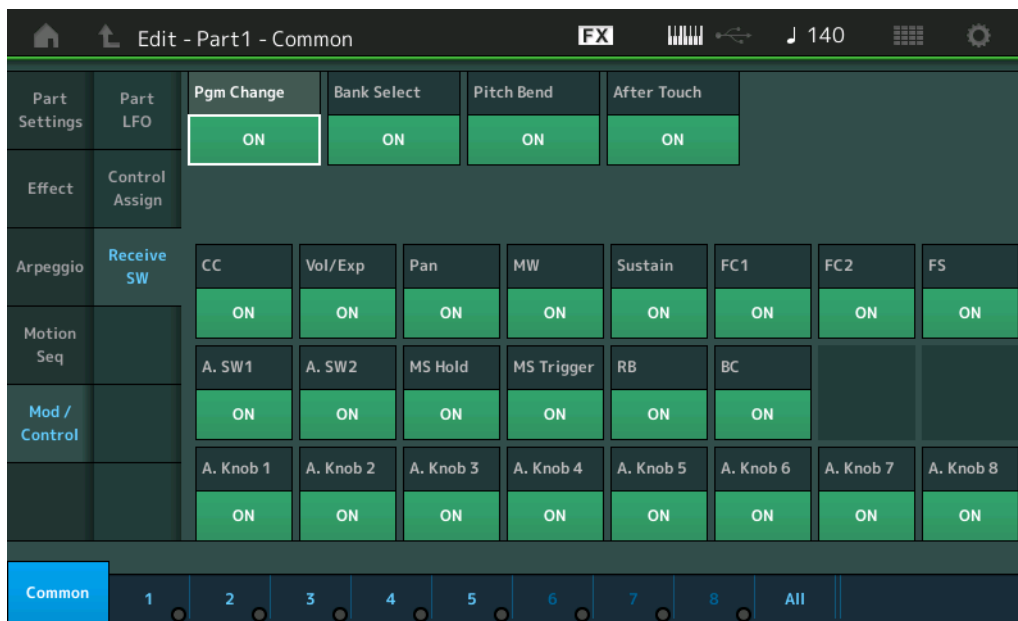 Edit - Part1 - Common
FX
140
Part Settings
Part LFO
Pgm Change
Bank Select
Pitch Bend
After Touch
ON
ON
ON
ON
Effect
Control Assign
Arpeggio
Receive SW
CC
Vol/Exp
Pan
MW
Sustain
FC1
FC2
FS
ON
ON
ON
ON
ON
ON
ON
ON
Motion Seq
A. SW1
A. SW2
MS Hold
MS Trigger
RB
BC
ON
ON
ON
ON
ON
ON
Mod / Control
A. Knob 1
A. Knob 2
A. Knob 3
A. Knob 4
A. Knob 5
A. Knob 6
A. Knob 7
A. Knob 8
ON
ON
ON
ON
ON
ON
ON
ON
Common
1
2
3
4
5
6
7
8
All